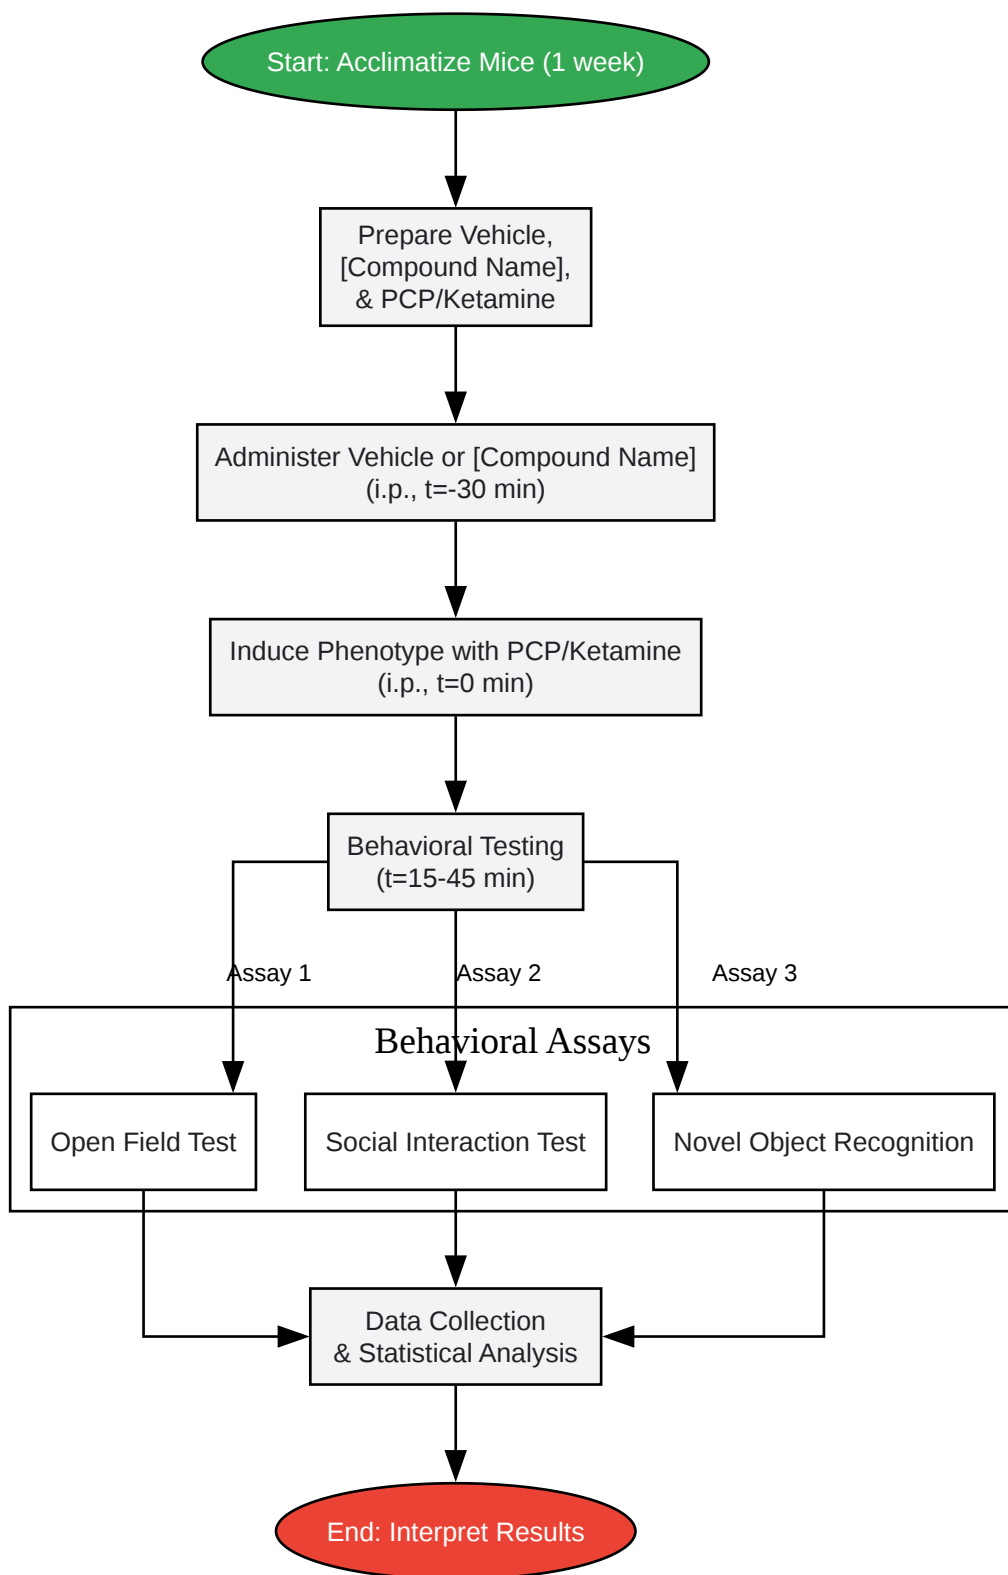 Start: Acclimatize Mice (1 week)
Prepare Vehicle,
[Compound Name],
& PCP/Ketamine
Administer Vehicle or [Compound Name]
(i.p., t=-30 min)
Induce Phenotype with PCP/Ketamine
(i.p., t=0 min)
Behavioral Testing
(t=15-45 min)
Assay 1
Assay 2
Assay 3
Behavioral Assays
Open Field Test
Social Interaction Test
Novel Object Recognition
Data Collection
& Statistical Analysis
End: Interpret Results